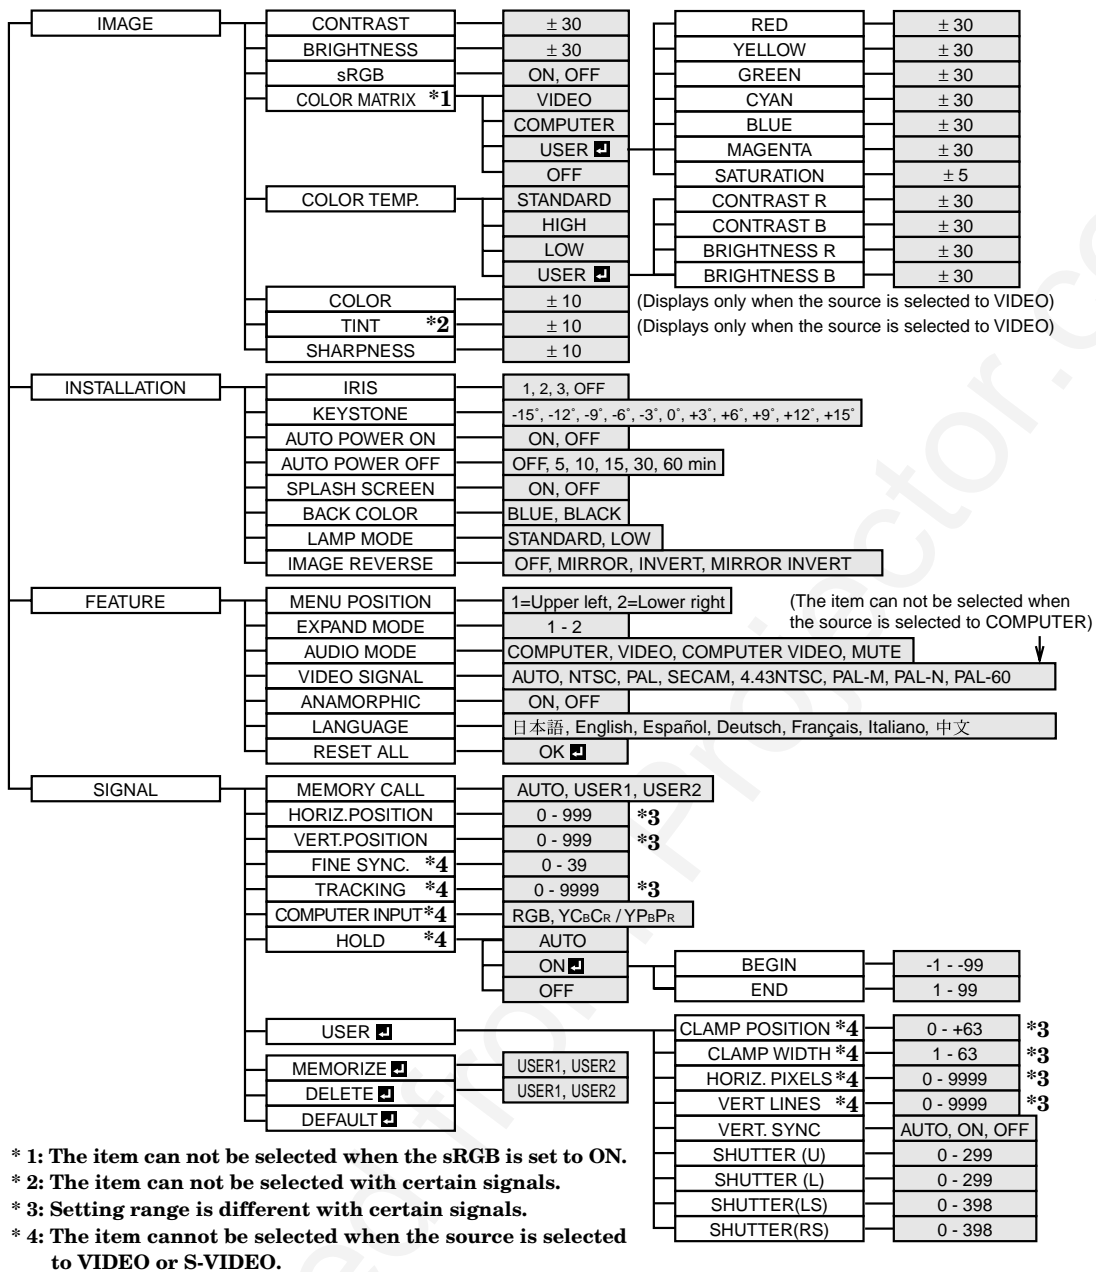 IMAGE CONTRAST ± 30 RED ± 30
BRIGHTNESS ± 30 YELLOW ± 30
sRGB ON, OFF GREEN ± 30
COLOR MATRIX *1 VIDEO CYAN ± 30
COMPUTER BLUE ± 30
USER MAGENTA ± 30
OFF SATURATION ± 5
COLOR TEMP. STANDARD CONTRAST R ± 30
HIGH CONTRAST B ± 30
LOW BRIGHTNESS R ± 30
USER BRIGHTNESS B ± 30
COLOR ± 10 (Displays only when the source is selected to VIDEO)
TINT *2 ± 10 (Displays only when the source is selected to VIDEO)
SHARPNESS ± 10
INSTALLATION IRIS 1, 2, 3, OFF
KEYSTONE -15°, -12°, -9°, -6°, -3°, 0°, +3°, +6°, +9°, +12°, +15°
AUTO POWER ON ON, OFF
AUTO POWER OFF OFF, 5, 10, 15, 30, 60 min
SPLASH SCREEN ON, OFF
BACK COLOR BLUE, BLACK
LAMP MODE STANDARD, LOW
IMAGE REVERSE OFF, MIRROR, INVERT, MIRROR INVERT
FEATURE MENU POSITION 1=Upper left, 2=Lower right (The item can not be selected when
EXPAND MODE 1 - 2 the source is selected to COMPUTER)
AUDIO MODE COMPUTER, VIDEO, COMPUTER VIDEO, MUTE
VIDEO SIGNAL AUTO, NTSC, PAL, SECAM, 4.43NTSC, PAL-M, PAL-N, PAL-60
ANAMORPHIC ON, OFF
LANGUAGE 日本語, English, Español, Deutsch, Français, Italiano, 中文
RESET ALL OK
SIGNAL MEMORY CALL AUTO, USER1, USER2
HORIZ.POSITION 0 - 999 *3
VERT.POSITION 0 - 999 *3
FINE SYNC. *4 0 - 39
TRACKING *4 0 - 9999 *3
COMPUTER INPUT *4 RGB, YCBCR / YPBPR
HOLD *4 AUTO
ON BEGIN -1 - -99
OFF END 1 - 99
USER CLAMP POSITION *4 0 - +63 *3
CLAMP WIDTH *4 1 - 63 *3
MEMORIZE USER1, USER2 HORIZ. PIXELS *4 0 - 9999 *3
DELETE USER1, USER2 VERT LINES *4 0 - 9999 *3
DEFAULT VERT. SYNC AUTO, ON, OFF
SHUTTER (U) 0 - 299
SHUTTER (L) 0 - 299
SHUTTER(LS) 0 - 398
SHUTTER(RS) 0 - 398
* 1: The item can not be selected when the sRGB is set to ON.
* 2: The item can not be selected with certain signals.
* 3: Setting range is different with certain signals.
* 4: The item cannot be selected when the source is selected
to VIDEO or S-VIDEO.